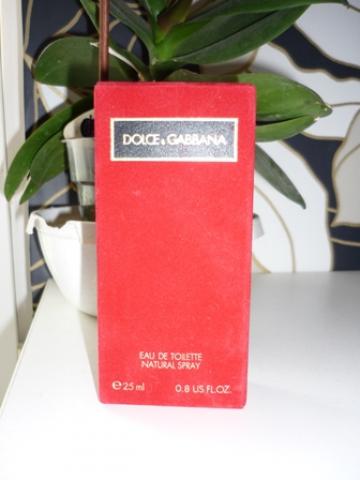 DOLCE & GABBANA
EAU DE TOILETTE
NATURAL SPRAY
℮ 25 ml 0.8 US FL.OZ.